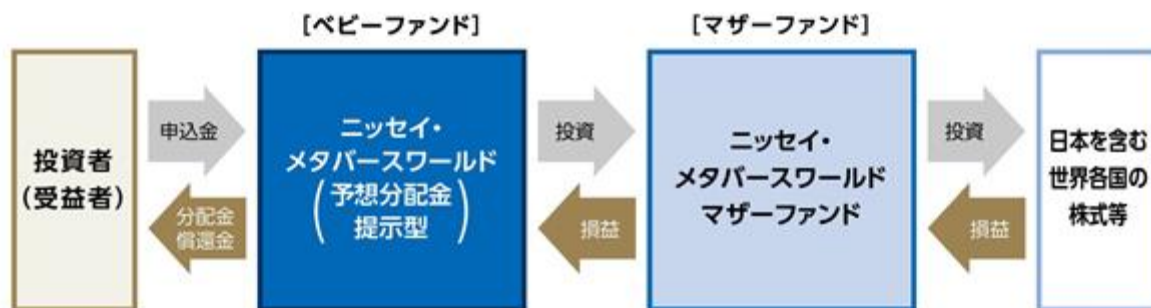 [ベビーファンド]
[マザーファンド]
投資者
(受益者)
申込金
分配金
償還金
ニッセイ・
メタバースワールド
(予想分配金
提示型)
投資
損益
ニッセイ・
メタバースワールド
マザーファンド
投資
損益
日本を含む
世界各国の
株式等